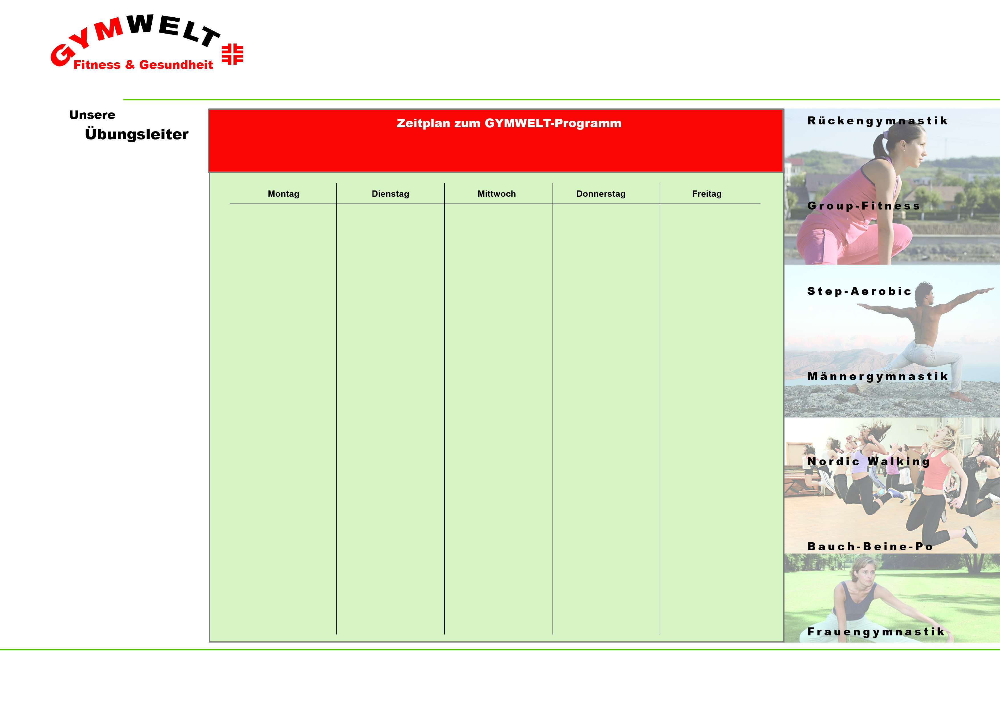 GYMWELT
Fitness & Gesundheit
Unsere
Übungsleiter
Zeitplan zum GYMWELT-Programm
Montag Dienstag Mittwoch Donnerstag Freitag
Rückengymnastik
Group-Fitness
Step-Aerobic
Männergymnastik
Nordic Walking
Bauch-Beine-Po
Frauengymnastik